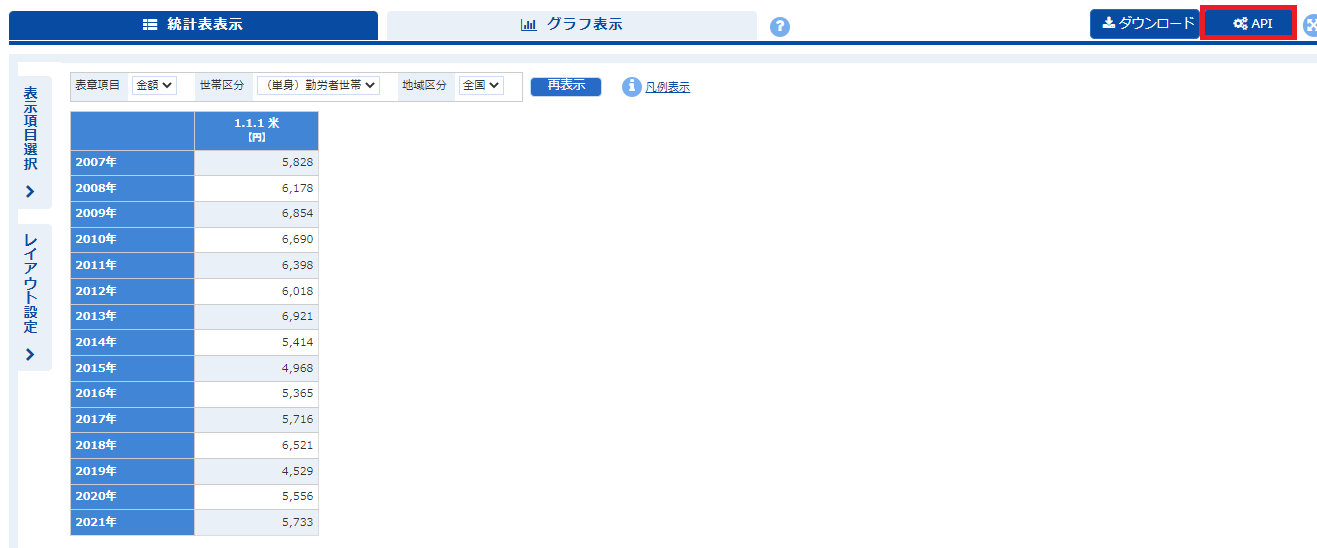 統計表表示
グラフ表示
?
ダウンロード
API
表示項目選択
レイアウト設定
表章項目 金額 世帯区分 （単身）勤労者世帯 地域区分 全国 再表示 i 凡例表示
1.1.1 米
【円】
2007年 5,828
2008年 6,178
2009年 6,854
2010年 6,690
2011年 6,398
2012年 6,018
2013年 6,921
2014年 5,414
2015年 4,968
2016年 5,365
2017年 5,716
2018年 6,521
2019年 4,529
2020年 5,556
2021年 5,733